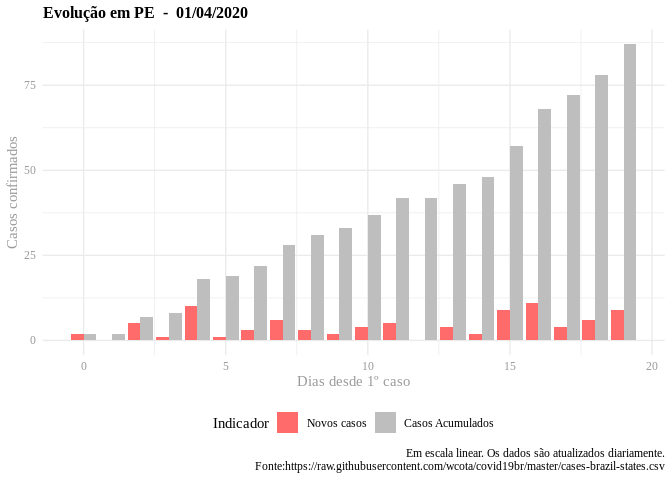 Evolução em PE - 01/04/2020
Casos confirmados
75
50
25
0
0 5 10 15 20
Dias desde 1º caso
Indicador Novos casos Casos Acumulados
Em escala linear. Os dados são atualizados diariamente.
Fonte:https://raw.githubusercontent.com/wcota/covid19br/master/cases-brazil-states.csv